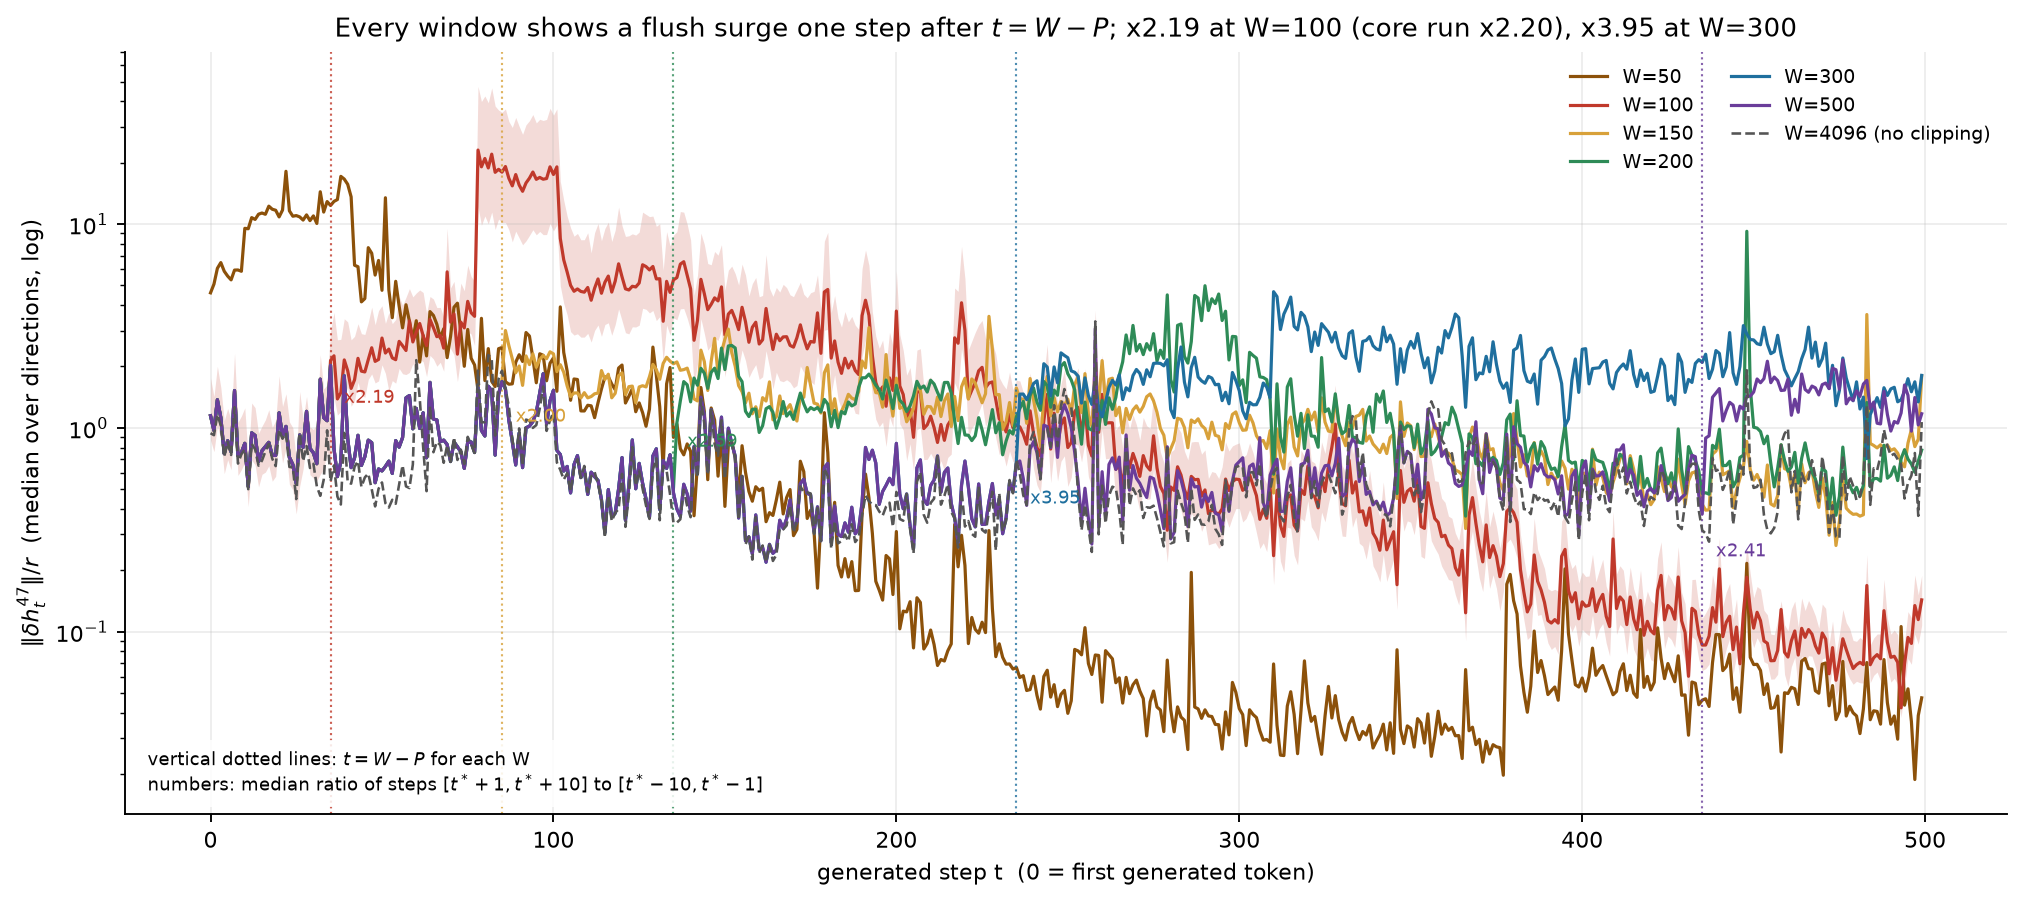 Every window shows a flush surge one step after t = W − P; x2.19 at W=100 (core run x2.20), x3.95 at W=300
‖δh_t^47‖/r (median over directions, log)
10^1
10^0
10^−1
W=50
W=100
W=150
W=200
W=300
W=500
W=4096 (no clipping)
x2.19
x3.95
x2.41
vertical dotted lines: t = W − P for each W
numbers: median ratio of steps [t* + 1, t* + 10] to [t* − 10, t* − 1]
0
100
200
300
400
500
generated step t (0 = first generated token)